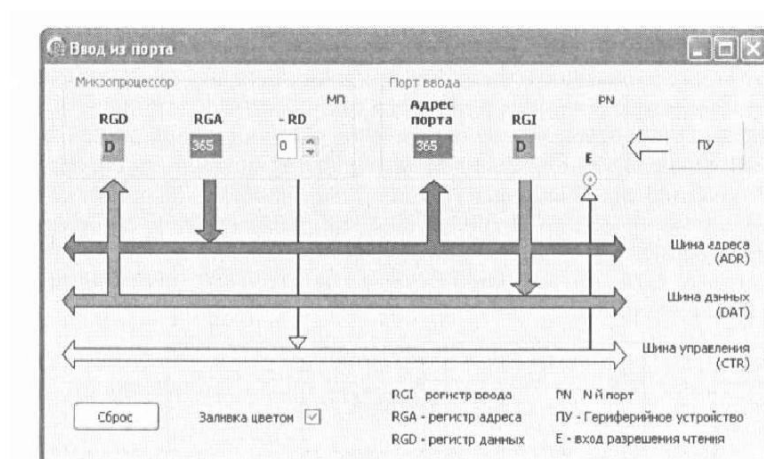 Ввод из порта
Микропроцессор
Порт ввода
МП
Адрес порта
PN
RGD
RGA
- RD
RGI
D
365
0
365
D
E
ПУ
Шина адреса
(ADR)
Шина данных
(DAT)
Шина управления
(CTR)
Сброс
Заливка цветом
RGI - регистр ввода
PN N й порт
RGA - регистр адреса
ПУ - Периферийное устройство
RGD - регистр данных
E - вход разрешения чтения